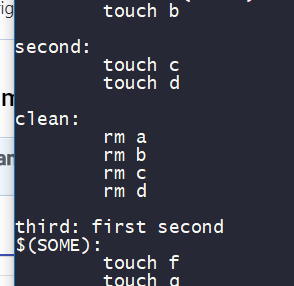 touch b
second:
touch c
touch d
clean:
rm a
rm b
rm c
rm d
third: first second
$(SOME):
touch f
touch g